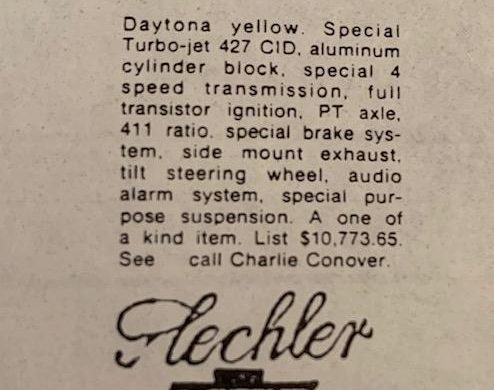 Daytona yellow. Special
Turbo-jet 427 CID, aluminum
cylinder block, special 4
speed transmission, full
transistor ignition, PT axle,
411 ratio. special brake sys-
tem, side mount exhaust,
tilt steering wheel, audio
alarm system, special pur-
pose suspension. A one of
a kind item. List $10,773.65.
See call Charlie Conover.
Flechler